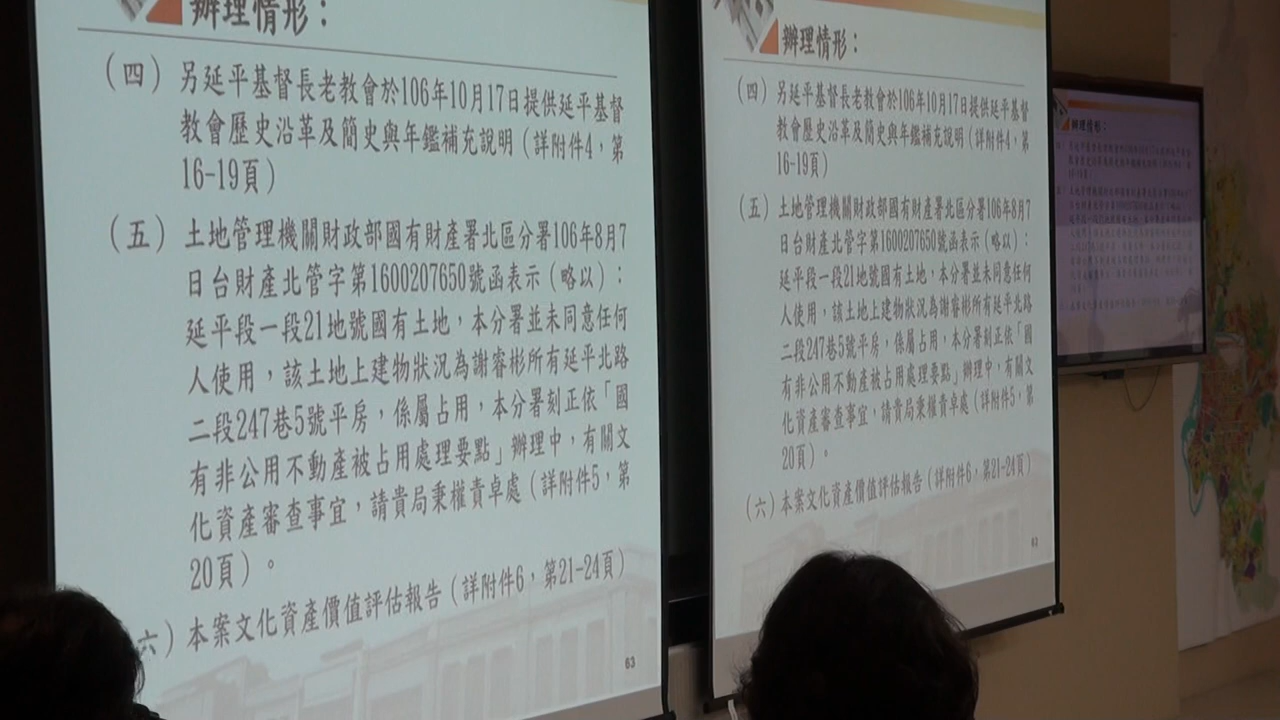 辦理情形：
（四）另延平基督長老教會於106年10月17日提供延平基督
教會歷史沿革及簡史與年鑑補充說明（詳附件4，第
16-19頁）
（五）土地管理機關財政部國有財產署北區分署106年8月7
日台財產北管字第1600207650號函表示（略以）：
延平段一段21地號國有土地，本分署並未同意任何
人使用，該土地上建物狀況為謝睿彬所有延平北路
二段247巷5號平房，係屬占用，本分署刻正依「國
有非公用不動產被占用處理要點」辦理中，有關文
化資產審查事宜，請貴局秉權責卓處（詳附件5，第
20頁）。
六）本案文化資產價值評估報告（詳附件6，第21-24頁）
63
辦理情形：
（四）另延平基督長老教會於106年10月17日提供延平基督
教會歷史沿革及簡史與年鑑補充說明（詳附件4，第
16-19頁）
（五）土地管理機關財政部國有財產署北區分署106年8月7
日台財產北管字第1600207650號函表示（略以）：
延平段一段21地號國有土地，本分署並未同意任何
人使用，該土地上建物狀況為謝睿彬所有延平北路
二段247巷5號平房，係屬占用，本分署刻正依「國
有非公用不動產被占用處理要點」辦理中，有關文
化資產審查事宜，請貴局秉權責卓處（詳附件5，第
20頁）。
（六）本案文化資產價值評估報告（詳附件6，第21-24頁）
63
辦理情形：